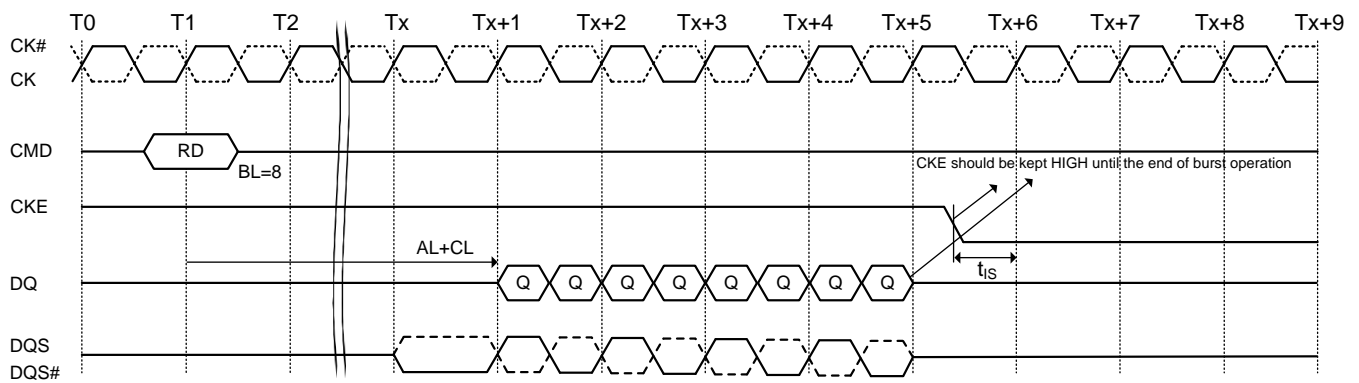 T0 T1 T2 Tx Tx+1 Tx+2 Tx+3 Tx+4 Tx+5 Tx+6 Tx+7 Tx+8 Tx+9
CK#
CK
CMD RD
BL=8
CKE should be kept HIGH until the end of burst operation
CKE
AL+CL
tIS
DQ Q Q Q Q Q Q Q Q
DQS
DQS#